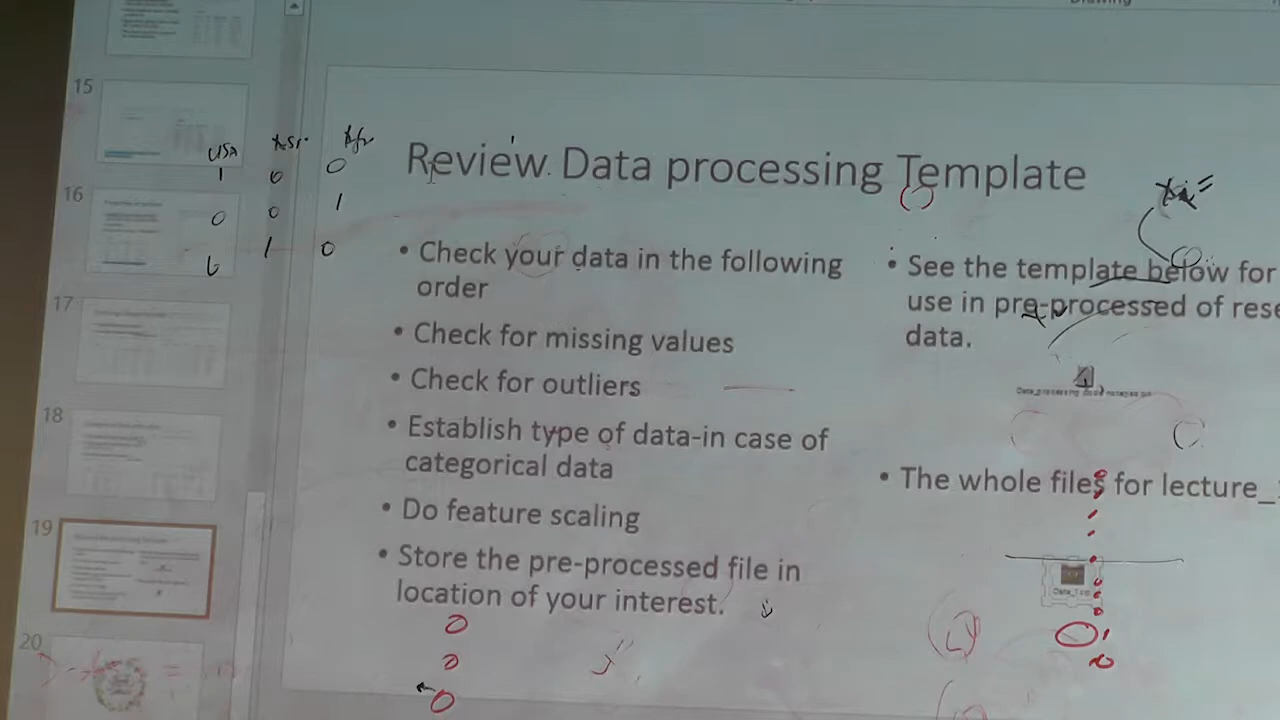 15
16
17
18
19
20
USA
1 0 0
0 0 1
1 0
Review Data processing Template
• Check your data in the following
order
• Check for missing values
• Check for outliers
• Establish type of data-in case of
categorical data
• Do feature scaling
• Store the pre-processed file in
location of your interest.
• See the template below for
use in pre-processed of
data.
• The whole files for lecture_